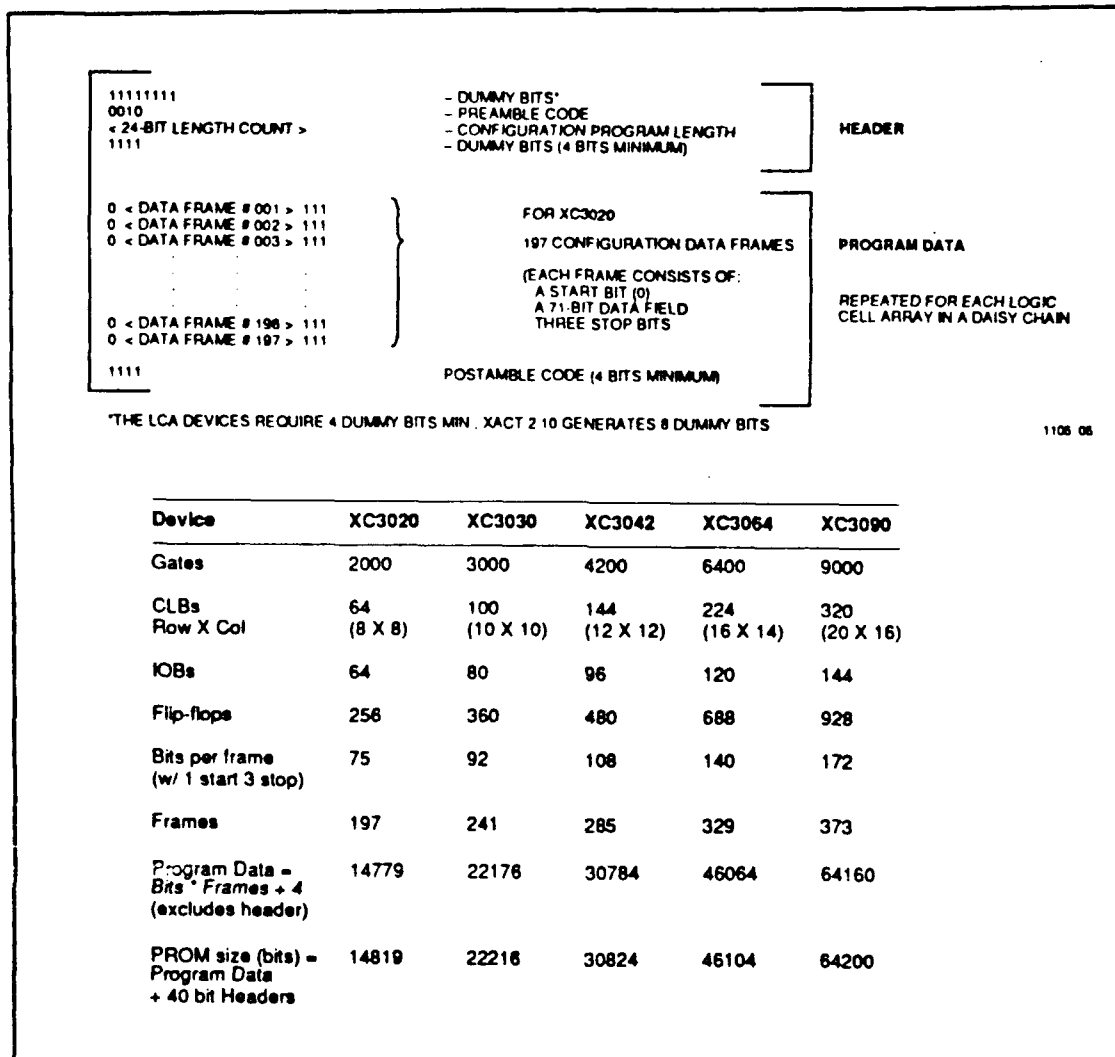 11111111 – DUMMY BITS*
0010 – PREAMBLE CODE
< 24-BIT LENGTH COUNT > – CONFIGURATION PROGRAM LENGTH
1111 – DUMMY BITS (4 BITS MINIMUM)
HEADER
0 < DATA FRAME # 001 > 111
0 < DATA FRAME # 002 > 111
0 < DATA FRAME # 003 > 111
. . .
. . .
. . .
0 < DATA FRAME # 196 > 111
0 < DATA FRAME # 197 > 111
FOR XC3020
197 CONFIGURATION DATA FRAMES
(EACH FRAME CONSISTS OF:
A START BIT (0)
A 71-BIT DATA FIELD
THREE STOP BITS
PROGRAM DATA
REPEATED FOR EACH LOGIC
CELL ARRAY IN A DAISY CHAIN
1111 POSTAMBLE CODE (4 BITS MINIMUM)
*THE LCA DEVICES REQUIRE 4 DUMMY BITS MIN . XACT 2 10 GENERATES 8 DUMMY BITS
1105 06
Device XC3020 XC3030 XC3042 XC3064 XC3090
Gates 2000 3000 4200 6400 9000
CLBs 64 100 144 224 320
Row X Col (8 X 8) (10 X 10) (12 X 12) (16 X 14) (20 X 16)
IOBs 64 80 96 120 144
Flip-flops 256 360 480 688 928
Bits per frame 75 92 108 140 172
(w/ 1 start 3 stop)
Frames 197 241 285 329 373
Program Data = 14779 22176 30784 46064 64160
Bits * Frames + 4
(excludes header)
PROM size (bits) = 14819 22216 30824 46104 64200
Program Data
+ 40 bit Headers